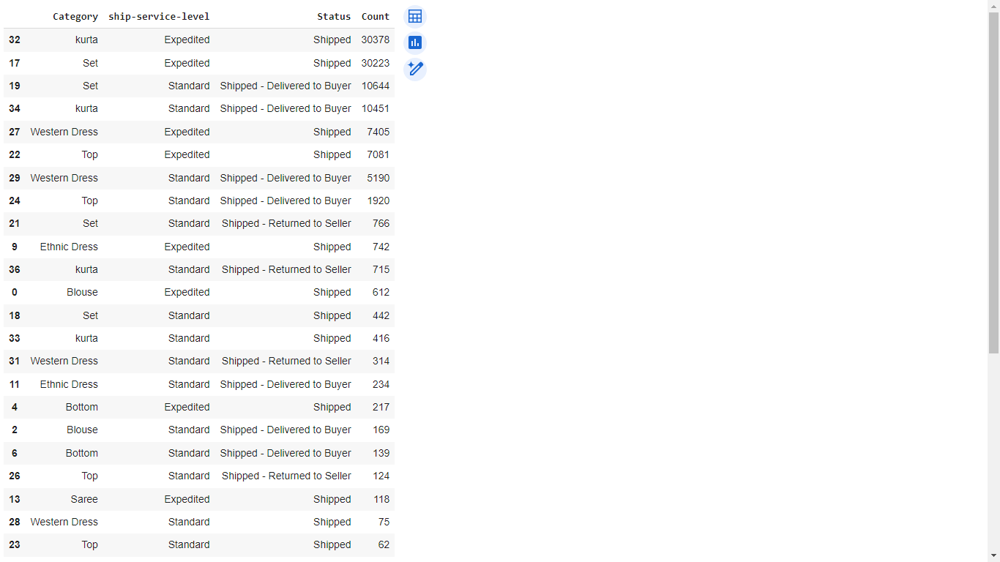 Category ship-service-level Status Count
32 kurta Expedited Shipped 30378
17 Set Expedited Shipped 30223
19 Set Standard Shipped - Delivered to Buyer 10644
34 kurta Standard Shipped - Delivered to Buyer 10451
27 Western Dress Expedited Shipped 7405
22 Top Expedited Shipped 7081
29 Western Dress Standard Shipped - Delivered to Buyer 5190
24 Top Standard Shipped - Delivered to Buyer 1920
21 Set Standard Shipped - Returned to Seller 766
9 Ethnic Dress Expedited Shipped 742
36 kurta Standard Shipped - Returned to Seller 715
0 Blouse Expedited Shipped 612
18 Set Standard Shipped 442
33 kurta Standard Shipped 416
31 Western Dress Standard Shipped - Returned to Seller 314
11 Ethnic Dress Standard Shipped - Delivered to Buyer 234
4 Bottom Expedited Shipped 217
2 Blouse Standard Shipped - Delivered to Buyer 169
6 Bottom Standard Shipped - Delivered to Buyer 139
26 Top Standard Shipped - Returned to Seller 124
13 Saree Expedited Shipped 118
28 Western Dress Standard Shipped 75
23 Top Standard Shipped 62